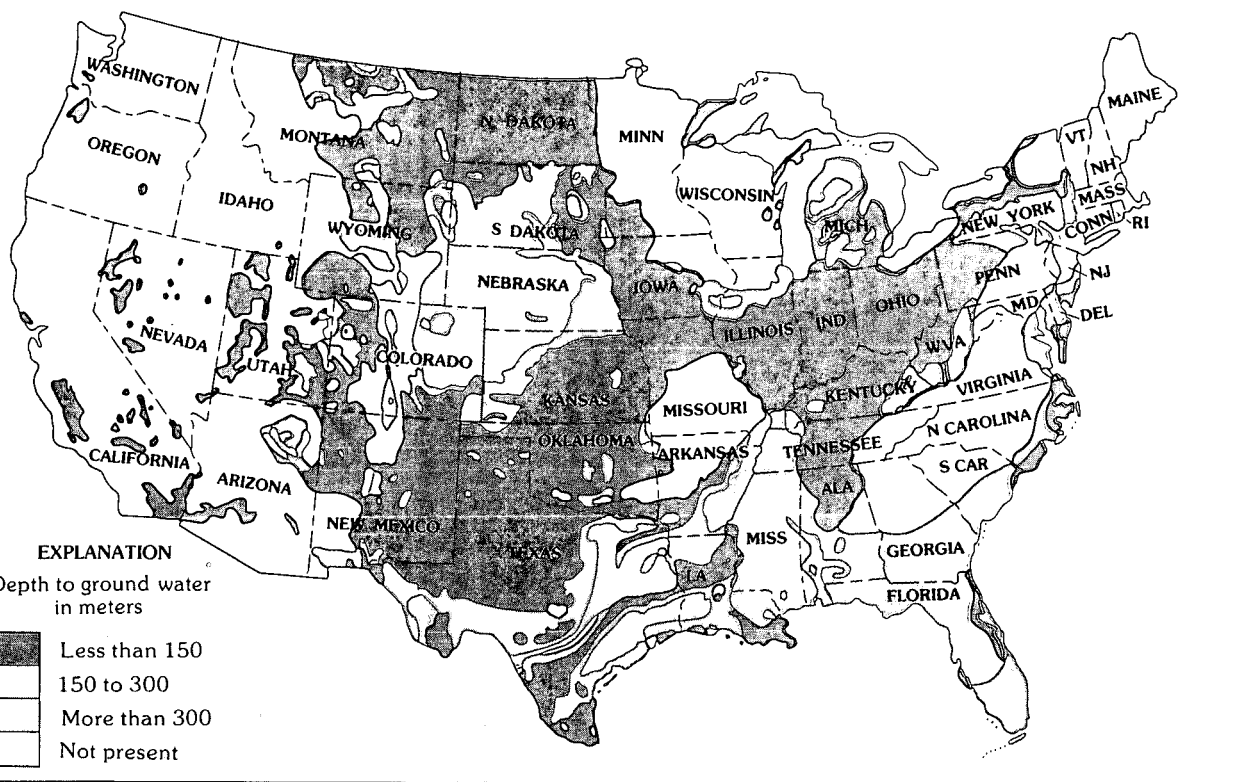 WASHINGTON
MAINE
N. DAKOTA
MONTANA
MINN
VT
OREGON
NH
IDAHO
WISCONSIN
MASS
NEW YORK
WYOMING
S DAKOTA
MICH
CONN
RI
NEBRASKA
IOWA
PENN
NJ
OHIO
MD
DEL
NEVADA
ILLINOIS
IND
UTAH
COLORADO
WVA
KANSAS
KENTUCKY
VIRGINIA
MISSOURI
N CAROLINA
OKLAHOMA
CALIFORNIA
ARKANSAS
TENNESSEE
S CAR
ARIZONA
ALA
NEW MEXICO
MISS
TEXAS
GEORGIA
LA
FLORIDA
EXPLANATION
Depth to ground water
in meters
Less than 150
150 to 300
More than 300
Not present